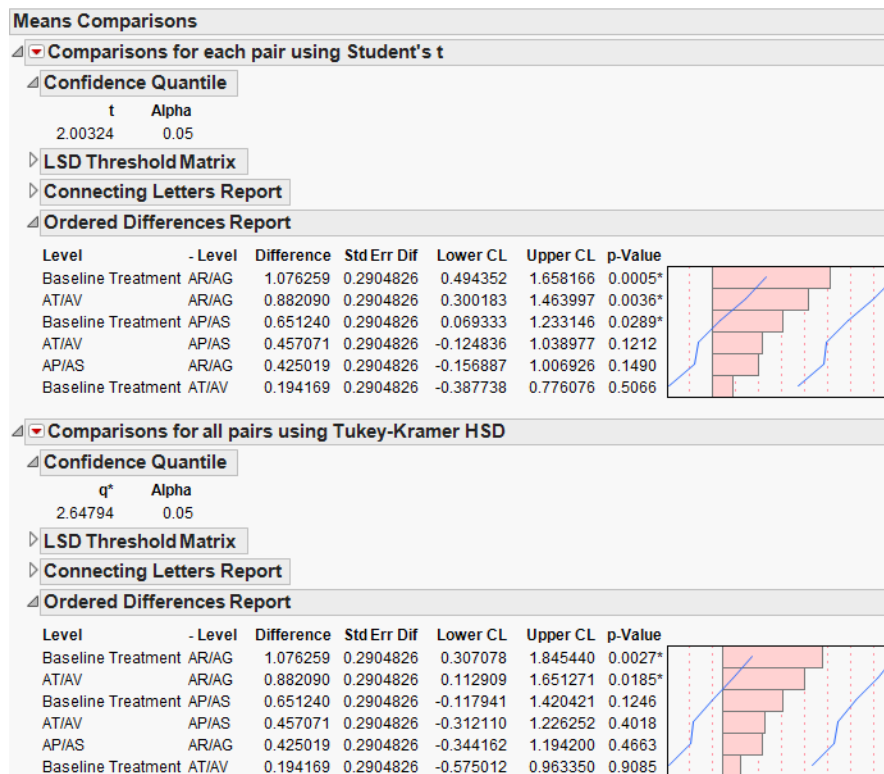 Means Comparisons
Comparisons for each pair using Student's t
Confidence Quantile
t Alpha
2.00324 0.05
LSD Threshold Matrix
Connecting Letters Report
Ordered Differences Report
Level - Level Difference Std Err Dif Lower CL Upper CL p-Value
Baseline Treatment AR/AG 1.076259 0.2904826 0.494352 1.658166 0.0005*
AT/AV AR/AG 0.882090 0.2904826 0.300183 1.463997 0.0036*
Baseline Treatment AP/AS 0.651240 0.2904826 0.069333 1.233146 0.0289*
AT/AV AP/AS 0.457071 0.2904826 -0.124836 1.038977 0.1212
AP/AS AR/AG 0.425019 0.2904826 -0.156887 1.006926 0.1490
Baseline Treatment AT/AV 0.194169 0.2904826 -0.387738 0.776076 0.5066
Comparisons for all pairs using Tukey-Kramer HSD
Confidence Quantile
q* Alpha
2.64794 0.05
LSD Threshold Matrix
Connecting Letters Report
Ordered Differences Report
Level - Level Difference Std Err Dif Lower CL Upper CL p-Value
Baseline Treatment AR/AG 1.076259 0.2904826 0.307078 1.845440 0.0027*
AT/AV AR/AG 0.882090 0.2904826 0.112909 1.651271 0.0185*
Baseline Treatment AP/AS 0.651240 0.2904826 -0.117941 1.420421 0.1246
AT/AV AP/AS 0.457071 0.2904826 -0.312110 1.226252 0.4018
AP/AS AR/AG 0.425019 0.2904826 -0.344162 1.194200 0.4663
Baseline Treatment AT/AV 0.194169 0.2904826 -0.575012 0.963350 0.9085